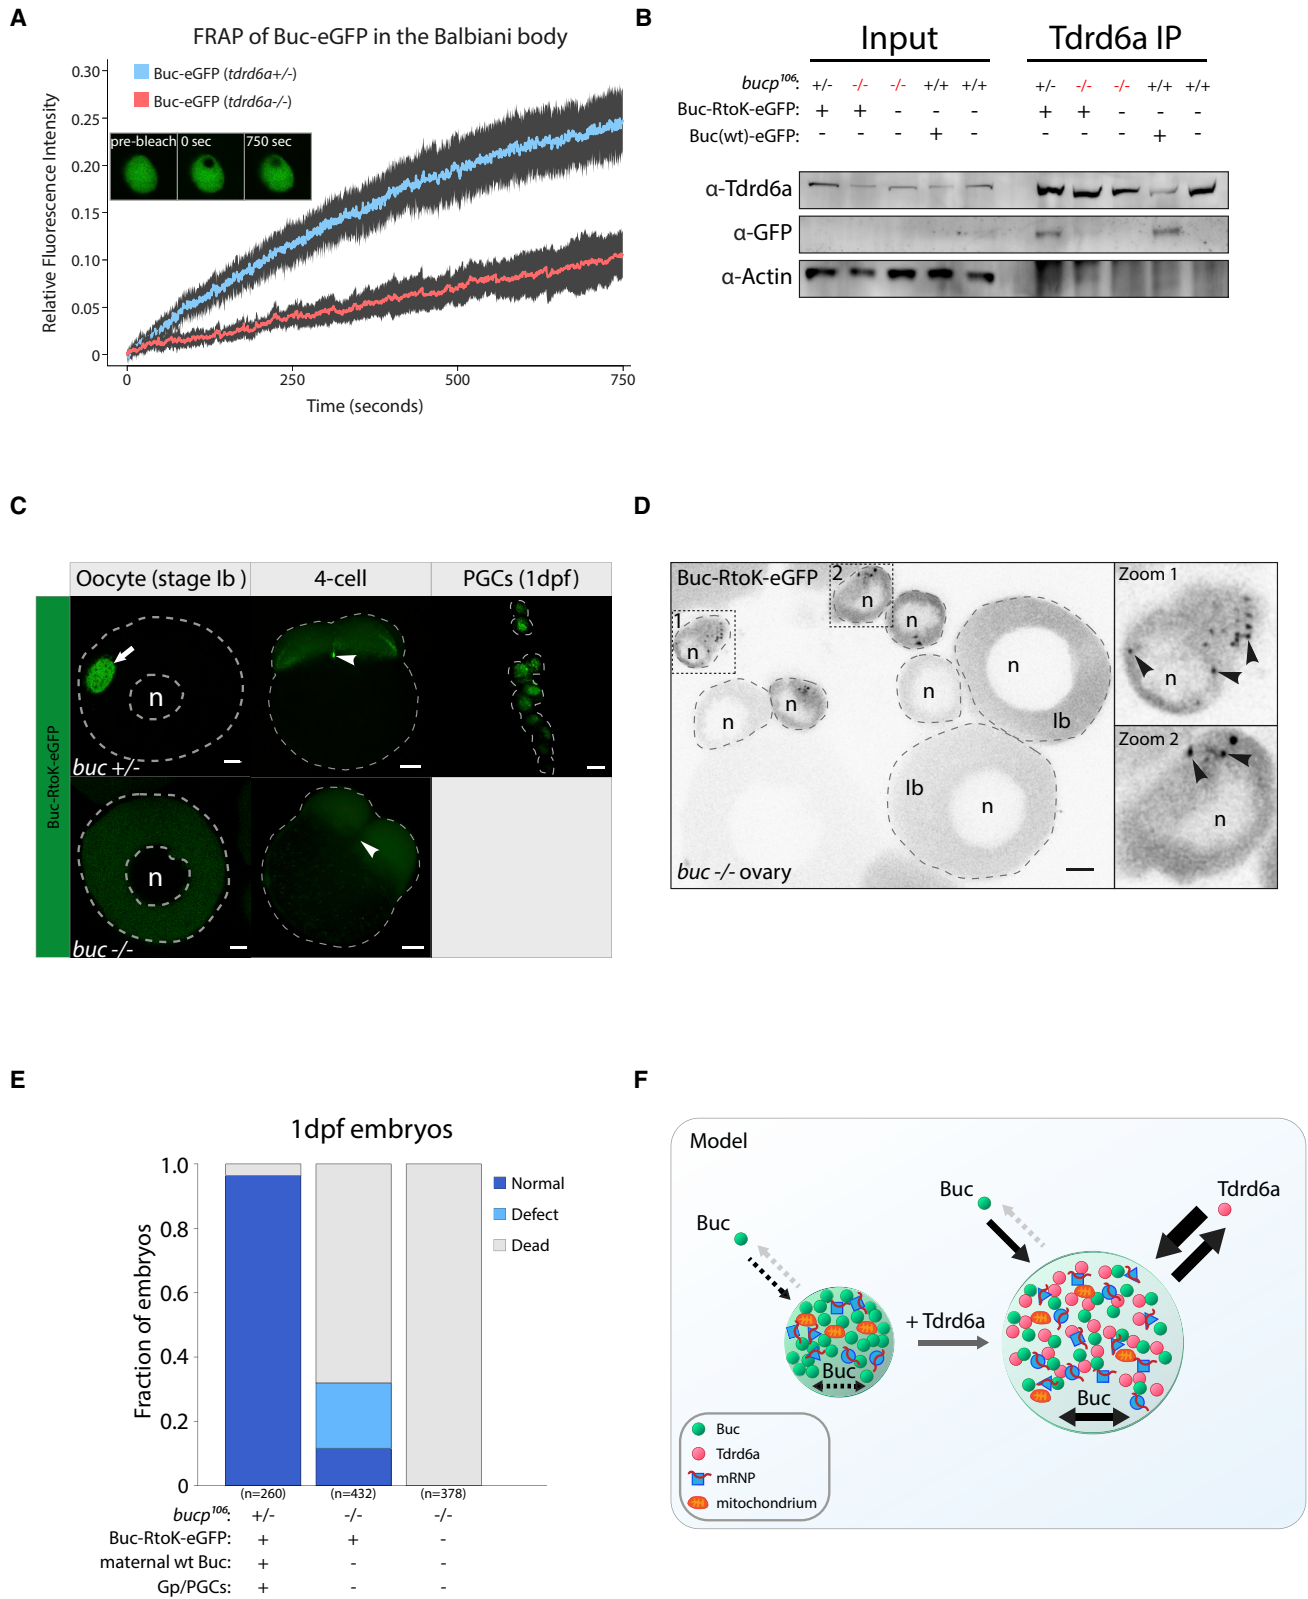 A
FRAP of Buc-eGFP in the Balbiani body
Buc-eGFP (tdrd6a+/-)
Buc-eGFP (tdrd6a-/-)
pre-bleach 0 sec 750 sec
Relative Fluorescence Intensity
0.30
0.25
0.20
0.15
0.10
0.05
0
0 250 500 750
Time (seconds)
B
Input Tdrd6a IP
bucp106: +/- -/- -/- +/+ +/+ +/- -/- -/- +/+ +/+
Buc-RtoK-eGFP: + + - - - + + - - -
Buc(wt)-eGFP: - - - + - - - - + -
α-Tdrd6a
α-GFP
α-Actin
C
Oocyte (stage Ib ) 4-cell PGCs (1dpf)
Buc-RtoK-eGFP
n
buc +/-
n
buc -/-
D
Buc-RtoK-eGFP
1
n
2
n
n
n
n
n
n
Ib
Ib
n
buc -/- ovary
Zoom 1
n
Zoom 2
n
E
1dpf embryos
Fraction of embryos
1.0
0.8
0.6
0.4
0.2
0
Normal
Defect
Dead
(n=260) (n=432) (n=378)
bucp106: +/- -/- -/-
Buc-RtoK-eGFP: + + -
maternal wt Buc: + - -
Gp/PGCs: + - -
F
Model
Buc
Buc
+ Tdrd6a
Buc
Tdrd6a
Buc
Buc
Tdrd6a
mRNP
mitochondrium